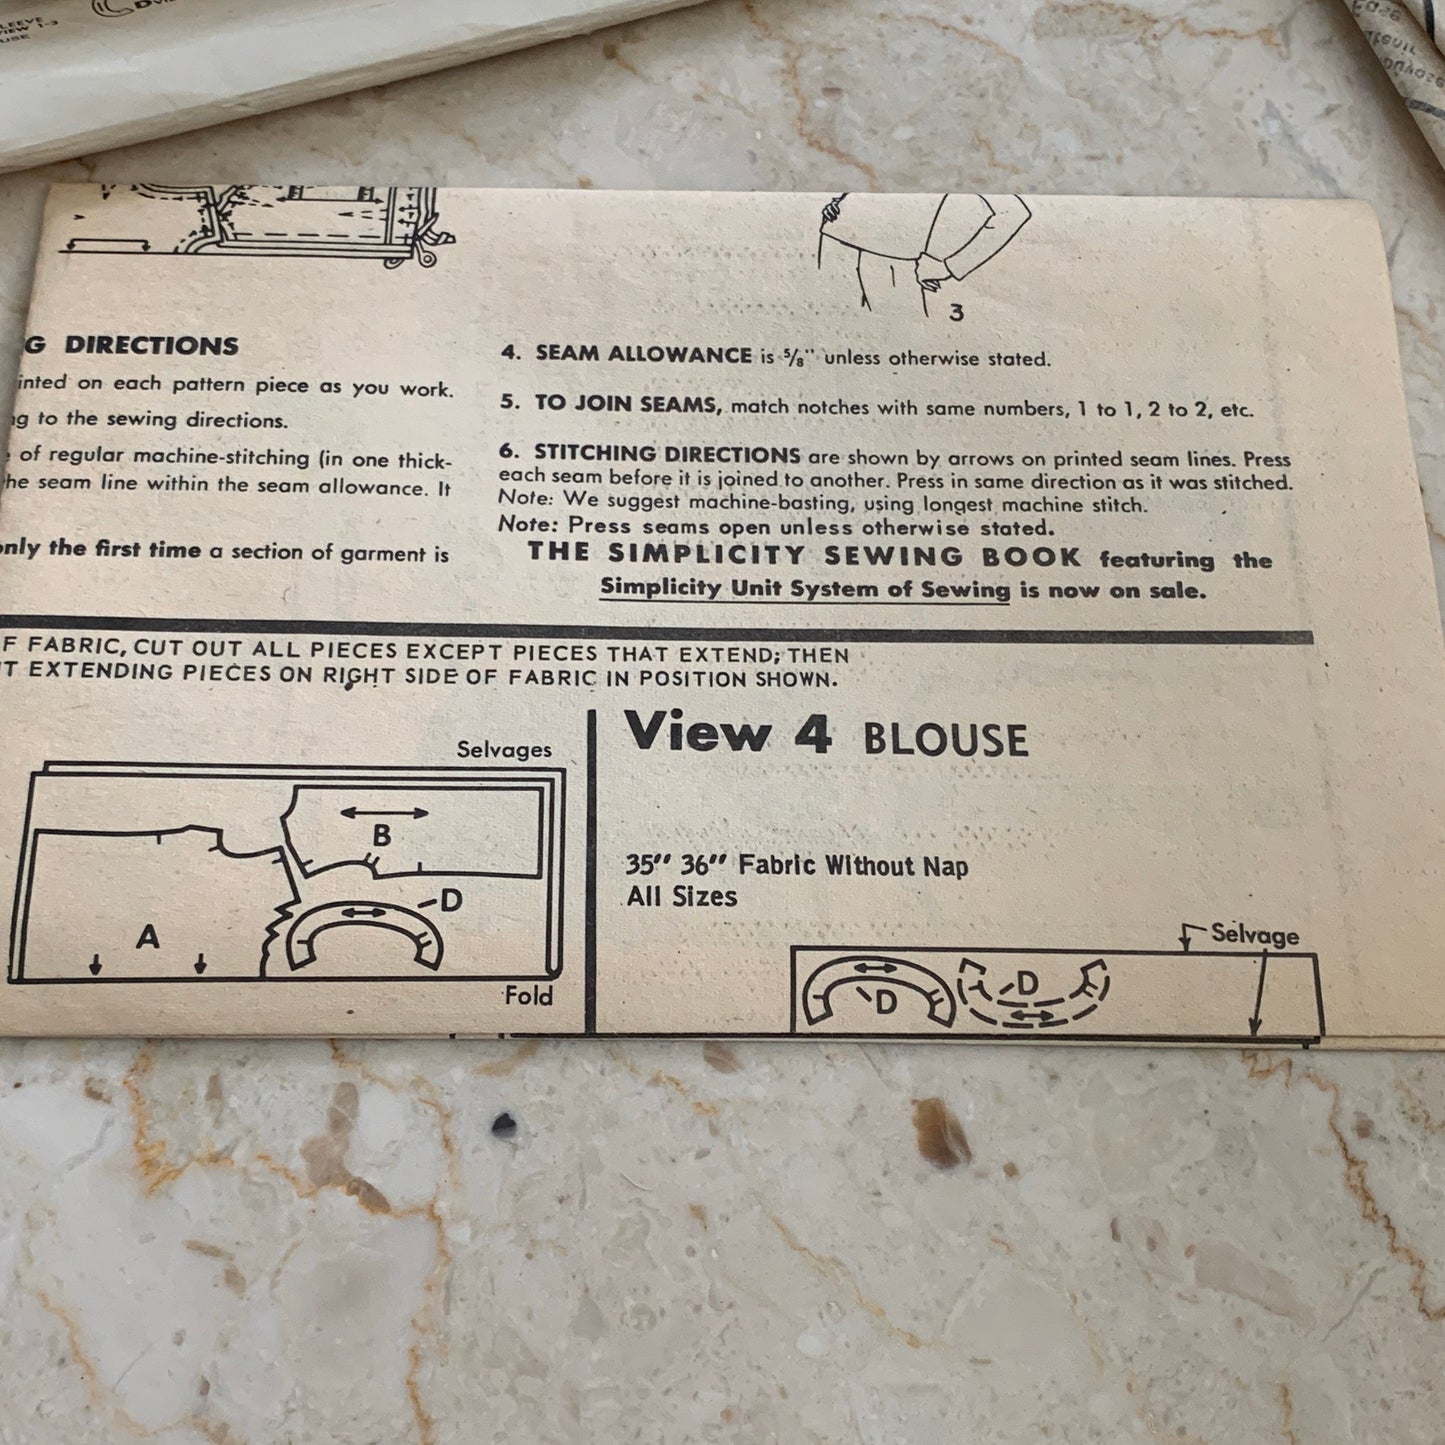 SLEEVE
VIEW 1-3
3
G DIRECTIONS
inted on each pattern piece as you work.
ng to the sewing directions.
of regular machine-stitching (in one thick-
he seam line within the seam allowance. It
only the first time a section of garment is
4. SEAM ALLOWANCE is 5/8" unless otherwise stated.
5. TO JOIN SEAMS, match notches with same numbers, 1 to 1, 2 to 2, etc.
6. STITCHING DIRECTIONS are shown by arrows on printed seam lines. Press
each seam before it is joined to another. Press in same direction as it was stitched.
Note: We suggest machine-basting, using longest machine stitch.
Note: Press seams open unless otherwise stated.
THE SIMPLICITY SEWING BOOK featuring the
Simplicity Unit System of Sewing is now on sale.
F FABRIC, CUT OUT ALL PIECES EXCEPT PIECES THAT EXTEND; THEN
T EXTENDING PIECES ON RIGHT SIDE OF FABRIC IN POSITION SHOWN.
Selvages
B
D
A
Fold
View 4 BLOUSE
35" 36" Fabric Without Nap
All Sizes
Selvage
D
D